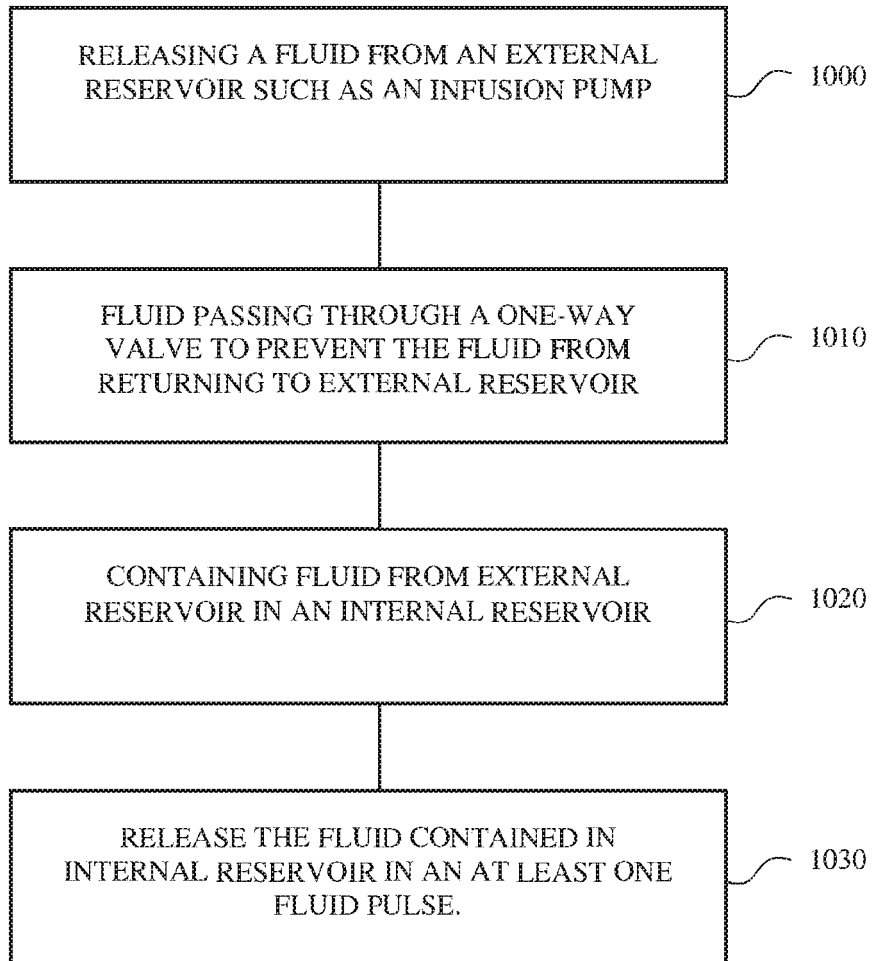 RELEASING A FLUID FROM AN EXTERNAL
RESERVOIR SUCH AS AN INFUSION PUMP
1000
FLUID PASSING THROUGH A ONE-WAY
VALVE TO PREVENT THE FLUID FROM
RETURNING TO EXTERNAL RESERVOIR
1010
CONTAINING FLUID FROM EXTERNAL
RESERVOIR IN AN INTERNAL RESERVOIR
1020
RELEASE THE FLUID CONTAINED IN
INTERNAL RESERVOIR IN AN AT LEAST ONE
FLUID PULSE.
1030